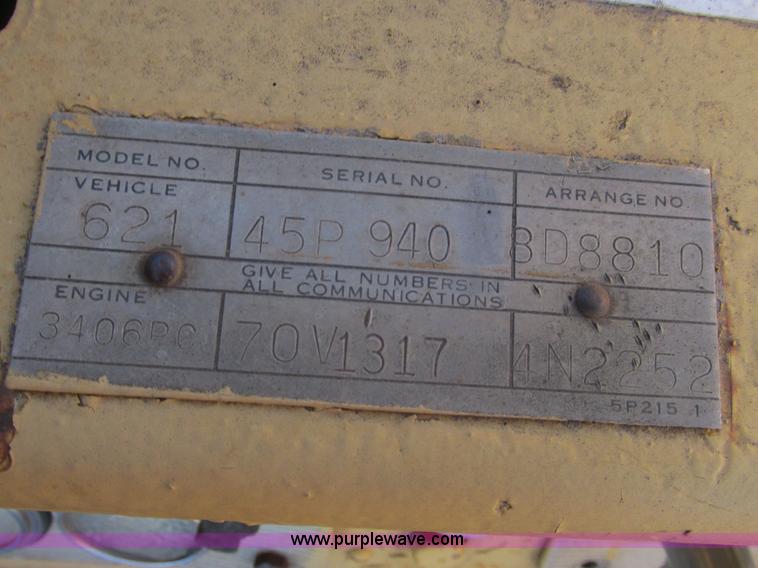 MODEL NO. SERIAL NO. ARRANGE NO
VEHICLE
621 45P 940 8D8810
GIVE ALL NUMBERS IN
ALL COMMUNICATIONS
ENGINE
3406PC 70V1317 4N2252
5P215 1
www.purplewave.com